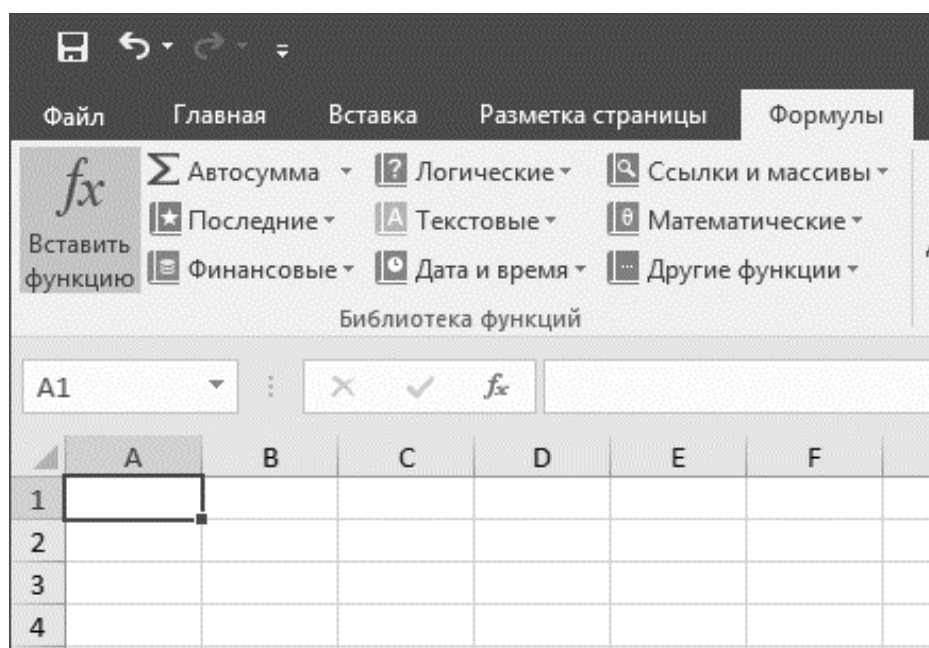 Файл Главная Вставка Разметка страницы Формулы
fx Σ Автосумма ? Логические Ссылки и массивы
Последние A Текстовые θ Математические
Вставить
функцию Финансовые Дата и время ... Другие функции
Библиотека функций
A1 fx
A B C D E F
1
2
3
4